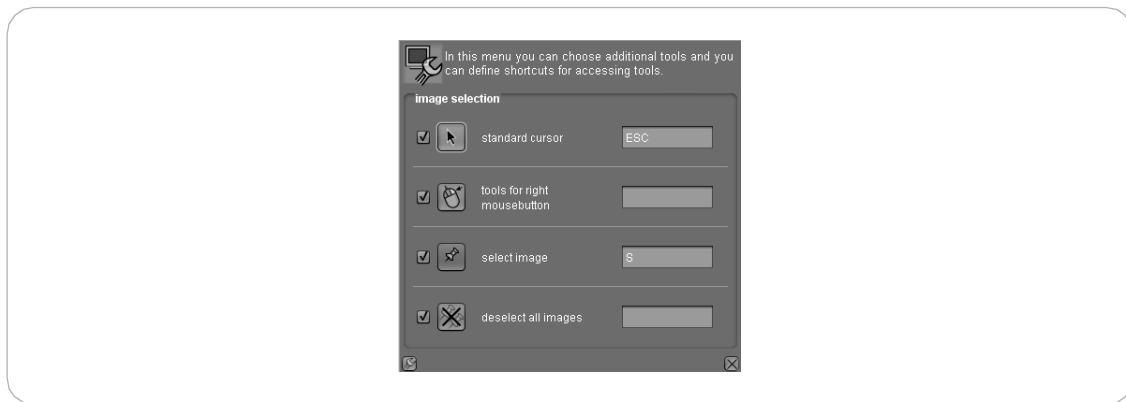 In this menu you can choose additional tools and you
can define shortcuts for accessing tools.
image selection
standard cursor
ESC
tools for right
mousebutton
select image
S
deselect all images